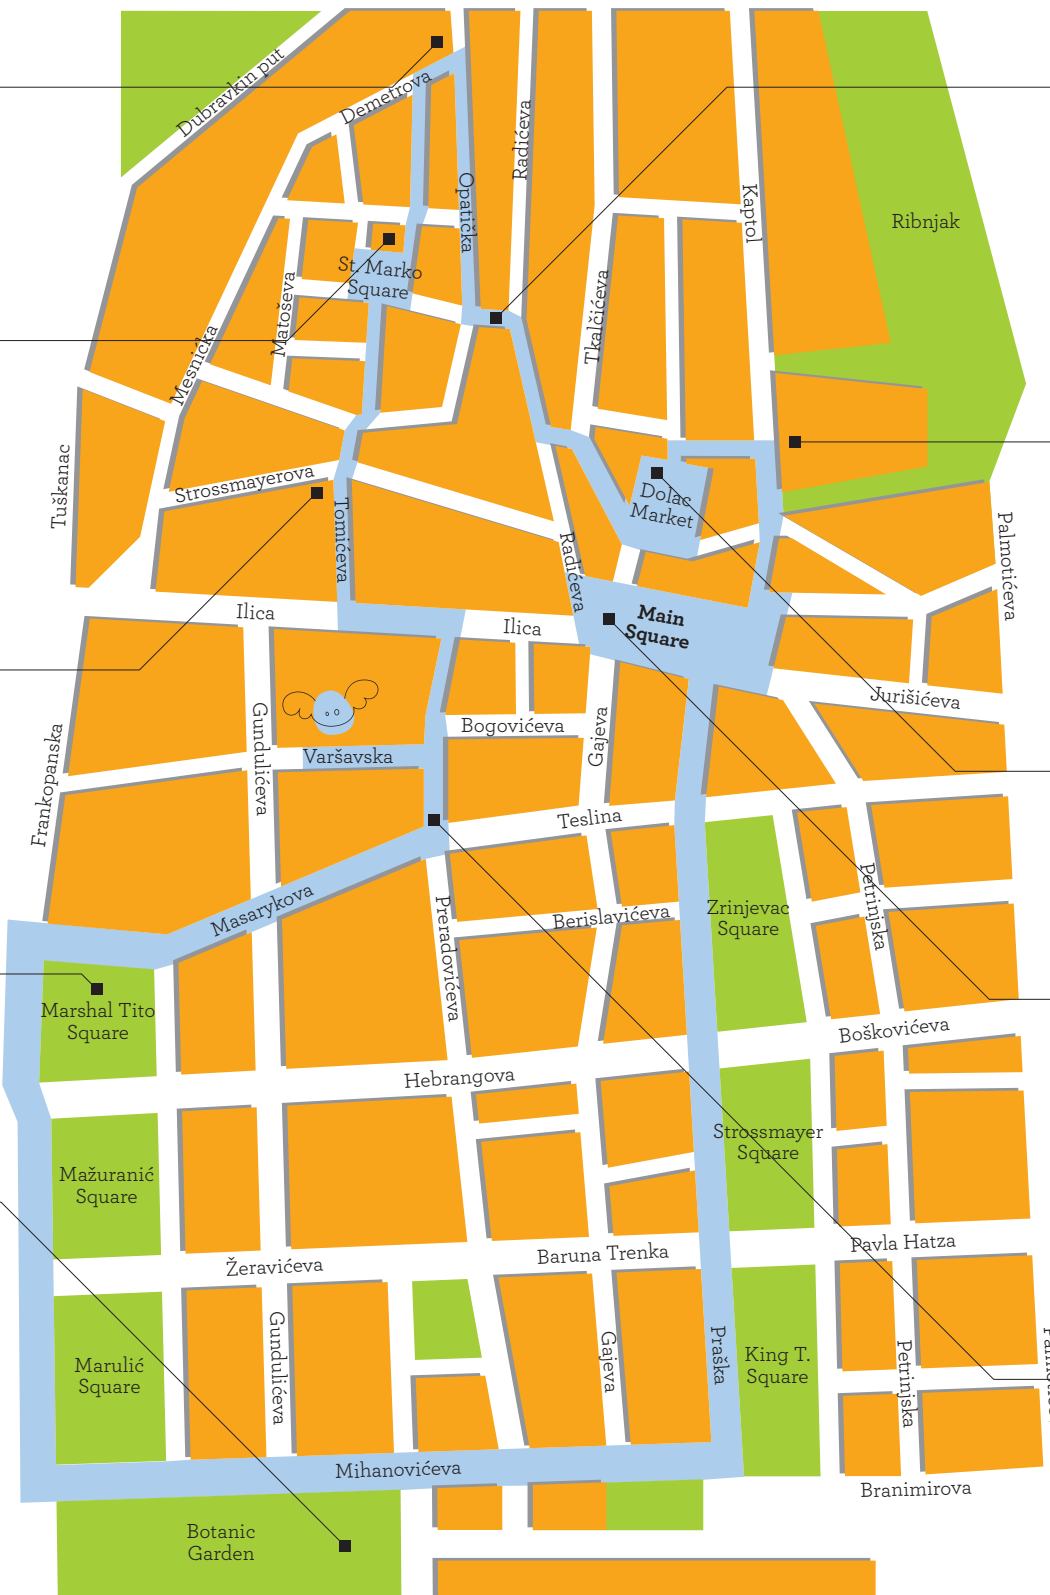 Dubravkin put
Demetrova
Radićeva
Opatička
Kaptol
Ribnjak
St. Marko
Square
Matoševa
Mesnička
Tkalčićeva
Tuškanac
Strossmayerova
Tomićeva
Dolac
Market
Radićeva
Palmotićeva
Ilica
Ilica
Main
Square
Jurišićeva
Bogovićeva
Gajeva
Gundulićeva
Varšavska
Frankopanska
Teslina
Petrinjska
Masarykova
Preradovićeva
Berislavićeva
Zrinjevac
Square
Marshal Tito
Square
Boškovićeva
Hebrangova
Strossmayer
Square
Mažuranić
Square
Pavla Hatza
Baruna Trenka
Žeravićeva
Gundulićeva
Gajeva
Praška
King T.
Square
Petrinjska
Marulić
Square
Mihanovićeva
Branimirova
Botanic
Garden